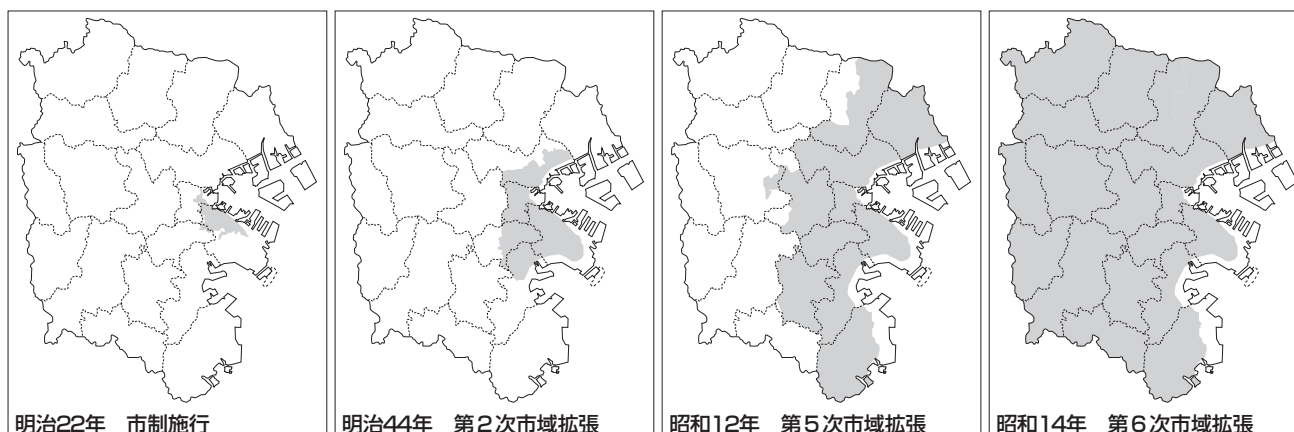 明治22年　市制施行
明治44年　第2次市域拡張
昭和12年　第5次市域拡張
昭和14年　第6次市域拡張